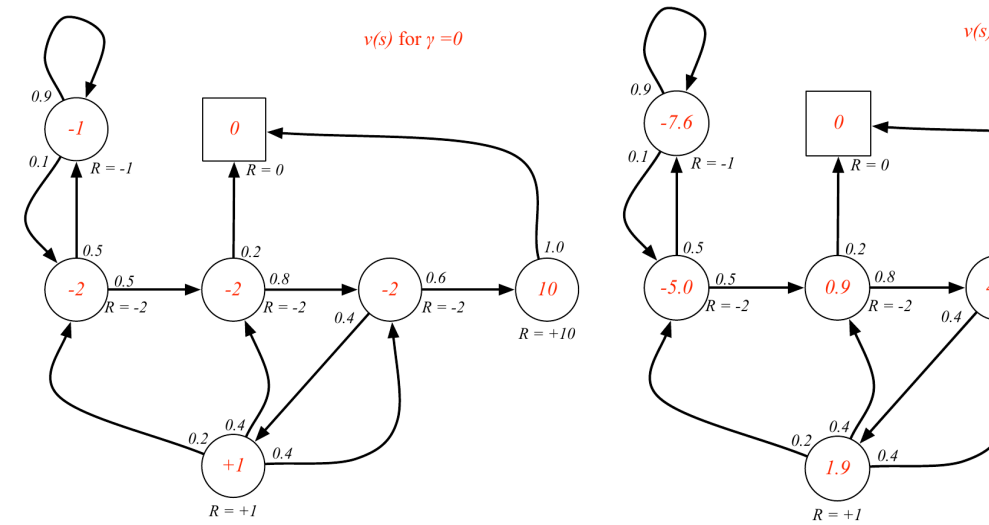 v(s) for γ =0
v(s)
0.9
-1
0.1
R = -1
0
R = 0
0.5
0.2
1.0
-2
0.5
R = -2
-2
0.8
R = -2
-2
0.6
R = -2
0.4
10
R = +10
0.2
0.4
0.4
+1
R = +1
0.9
-7.6
0.1
R = -1
0
R = 0
0.5
0.2
-5.0
0.5
R = -2
0.9
0.8
R = -2
0.4
0.2
0.4
0.4
1.9
R = +1